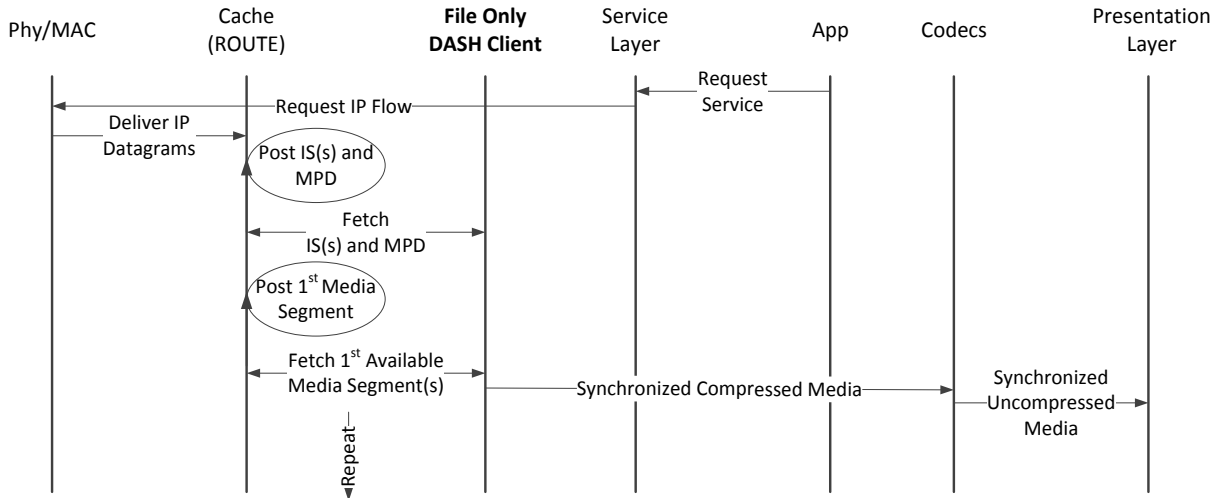 Phy/MAC
Cache
(ROUTE)
File Only
DASH Client
Service
Layer
App
Codecs
Presentation
Layer
Request
Service
Request IP Flow
Deliver IP
Datagrams
Post IS(s) and
MPD
Fetch
IS(s) and MPD
Post 1st Media
Segment
Fetch 1st Available
Media Segment(s)
Synchronized Compressed Media
Synchronized
Uncompressed
Media
Repeat